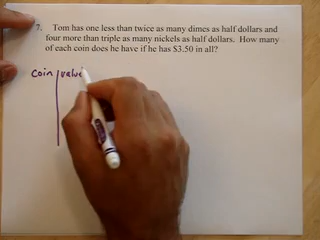 7. Tom has one less than twice as many dimes as half dollars and
four more than triple as many nickels as half dollars. How many
of each coin does he have if he has $3.50 in all?
coin value